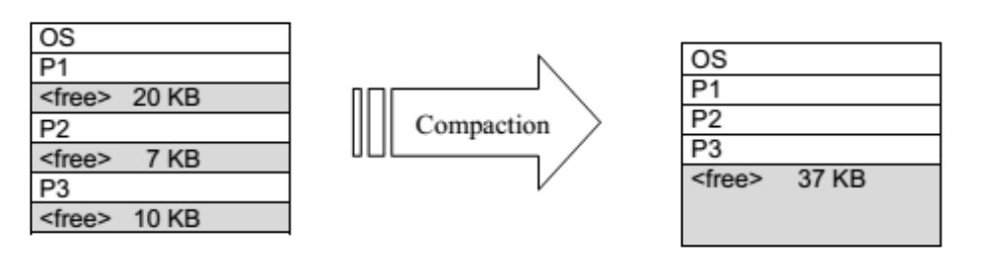 OS
P1
<free> 20 KB
P2
<free> 7 KB
P3
<free> 10 KB
Compaction
OS
P1
P2
P3
<free> 37 KB